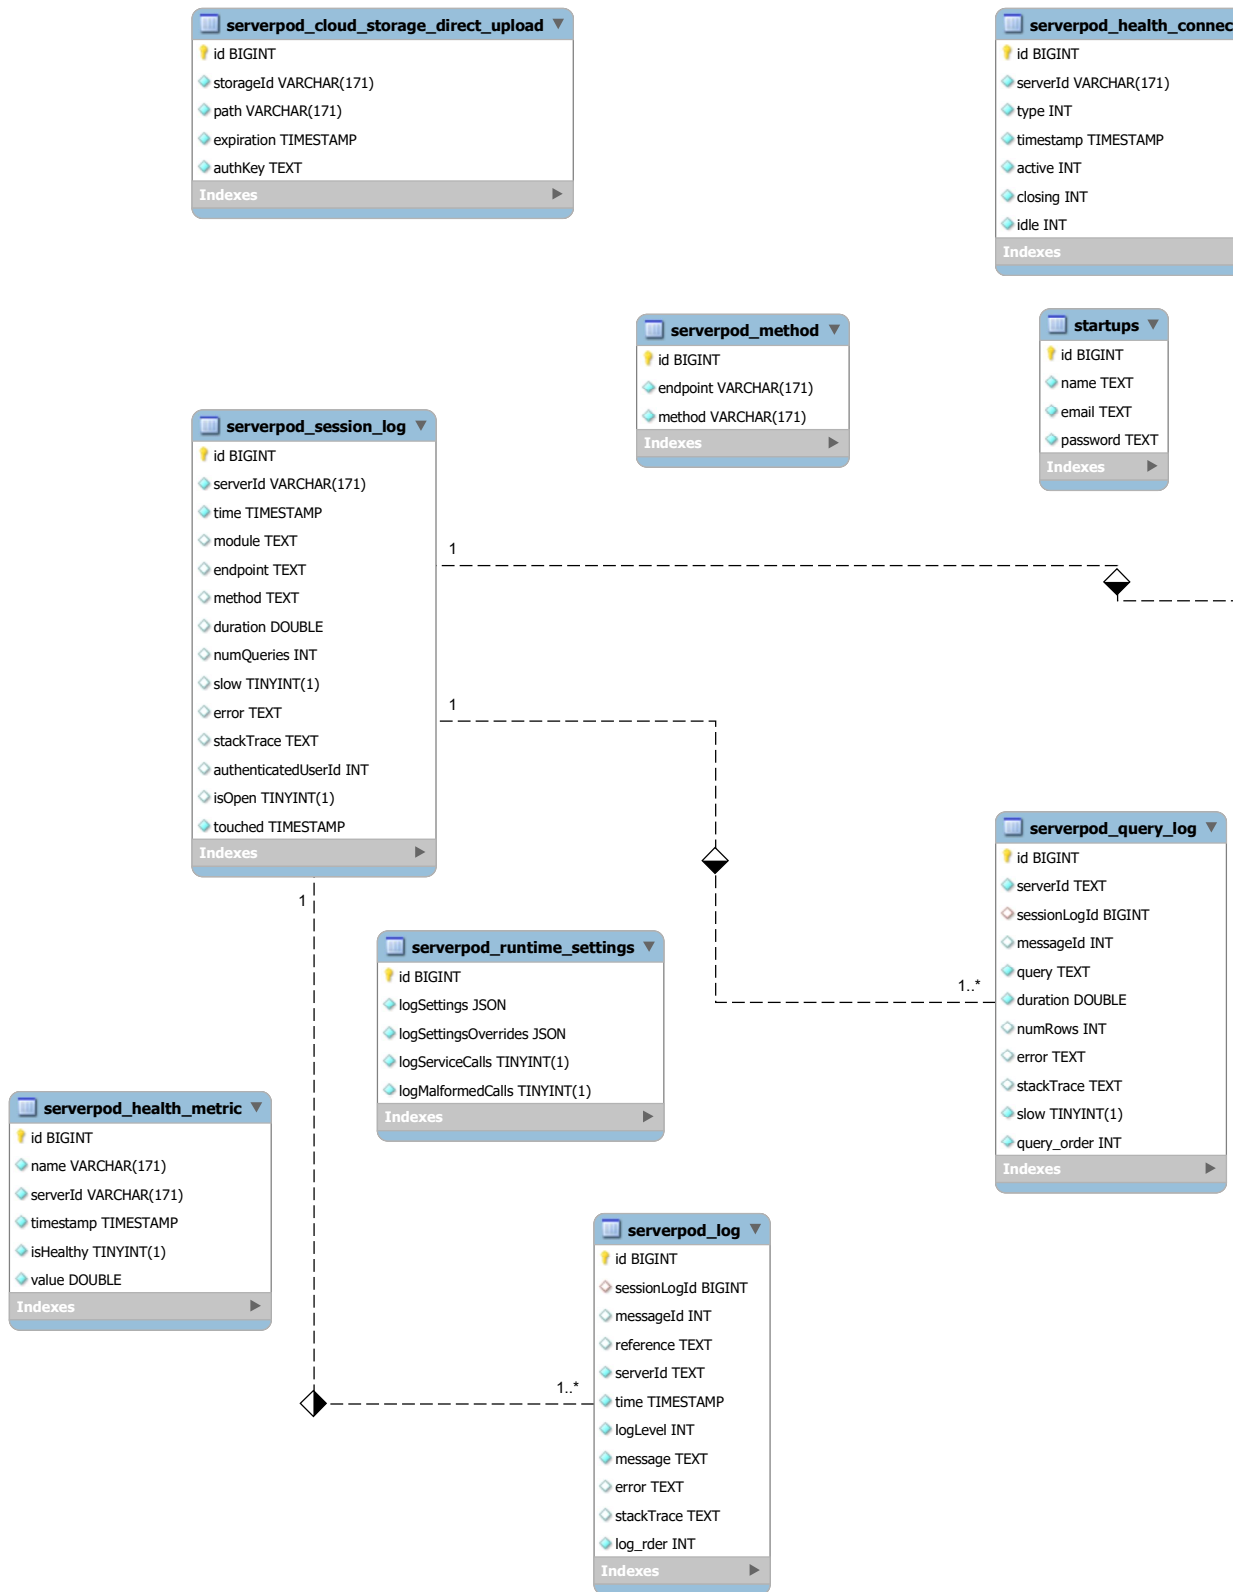 serverpod_cloud_storage_direct_upload
id BIGINT
storageId VARCHAR(171)
path VARCHAR(171)
expiration TIMESTAMP
authKey TEXT
Indexes
serverpod_health_connec
id BIGINT
serverId VARCHAR(171)
type INT
timestamp TIMESTAMP
active INT
closing INT
idle INT
Indexes
serverpod_method
id BIGINT
endpoint VARCHAR(171)
method VARCHAR(171)
Indexes
startups
id BIGINT
name TEXT
email TEXT
password TEXT
Indexes
serverpod_session_log
id BIGINT
serverId VARCHAR(171)
time TIMESTAMP
module TEXT
endpoint TEXT
method TEXT
duration DOUBLE
numQueries INT
slow TINYINT(1)
error TEXT
stackTrace TEXT
authenticatedUserId INT
isOpen TINYINT(1)
touched TIMESTAMP
Indexes
1
1
1
serverpod_query_log
id BIGINT
serverId TEXT
sessionLogId BIGINT
messageId INT
query TEXT
duration DOUBLE
numRows INT
error TEXT
stackTrace TEXT
slow TINYINT(1)
query_order INT
Indexes
1..*
serverpod_runtime_settings
id BIGINT
logSettings JSON
logSettingsOverrides JSON
logServiceCalls TINYINT(1)
logMalformedCalls TINYINT(1)
Indexes
serverpod_health_metric
id BIGINT
name VARCHAR(171)
serverId VARCHAR(171)
timestamp TIMESTAMP
isHealthy TINYINT(1)
value DOUBLE
Indexes
serverpod_log
id BIGINT
sessionLogId BIGINT
messageId INT
reference TEXT
serverId TEXT
time TIMESTAMP
logLevel INT
message TEXT
error TEXT
stackTrace TEXT
log_rder INT
Indexes
1..*